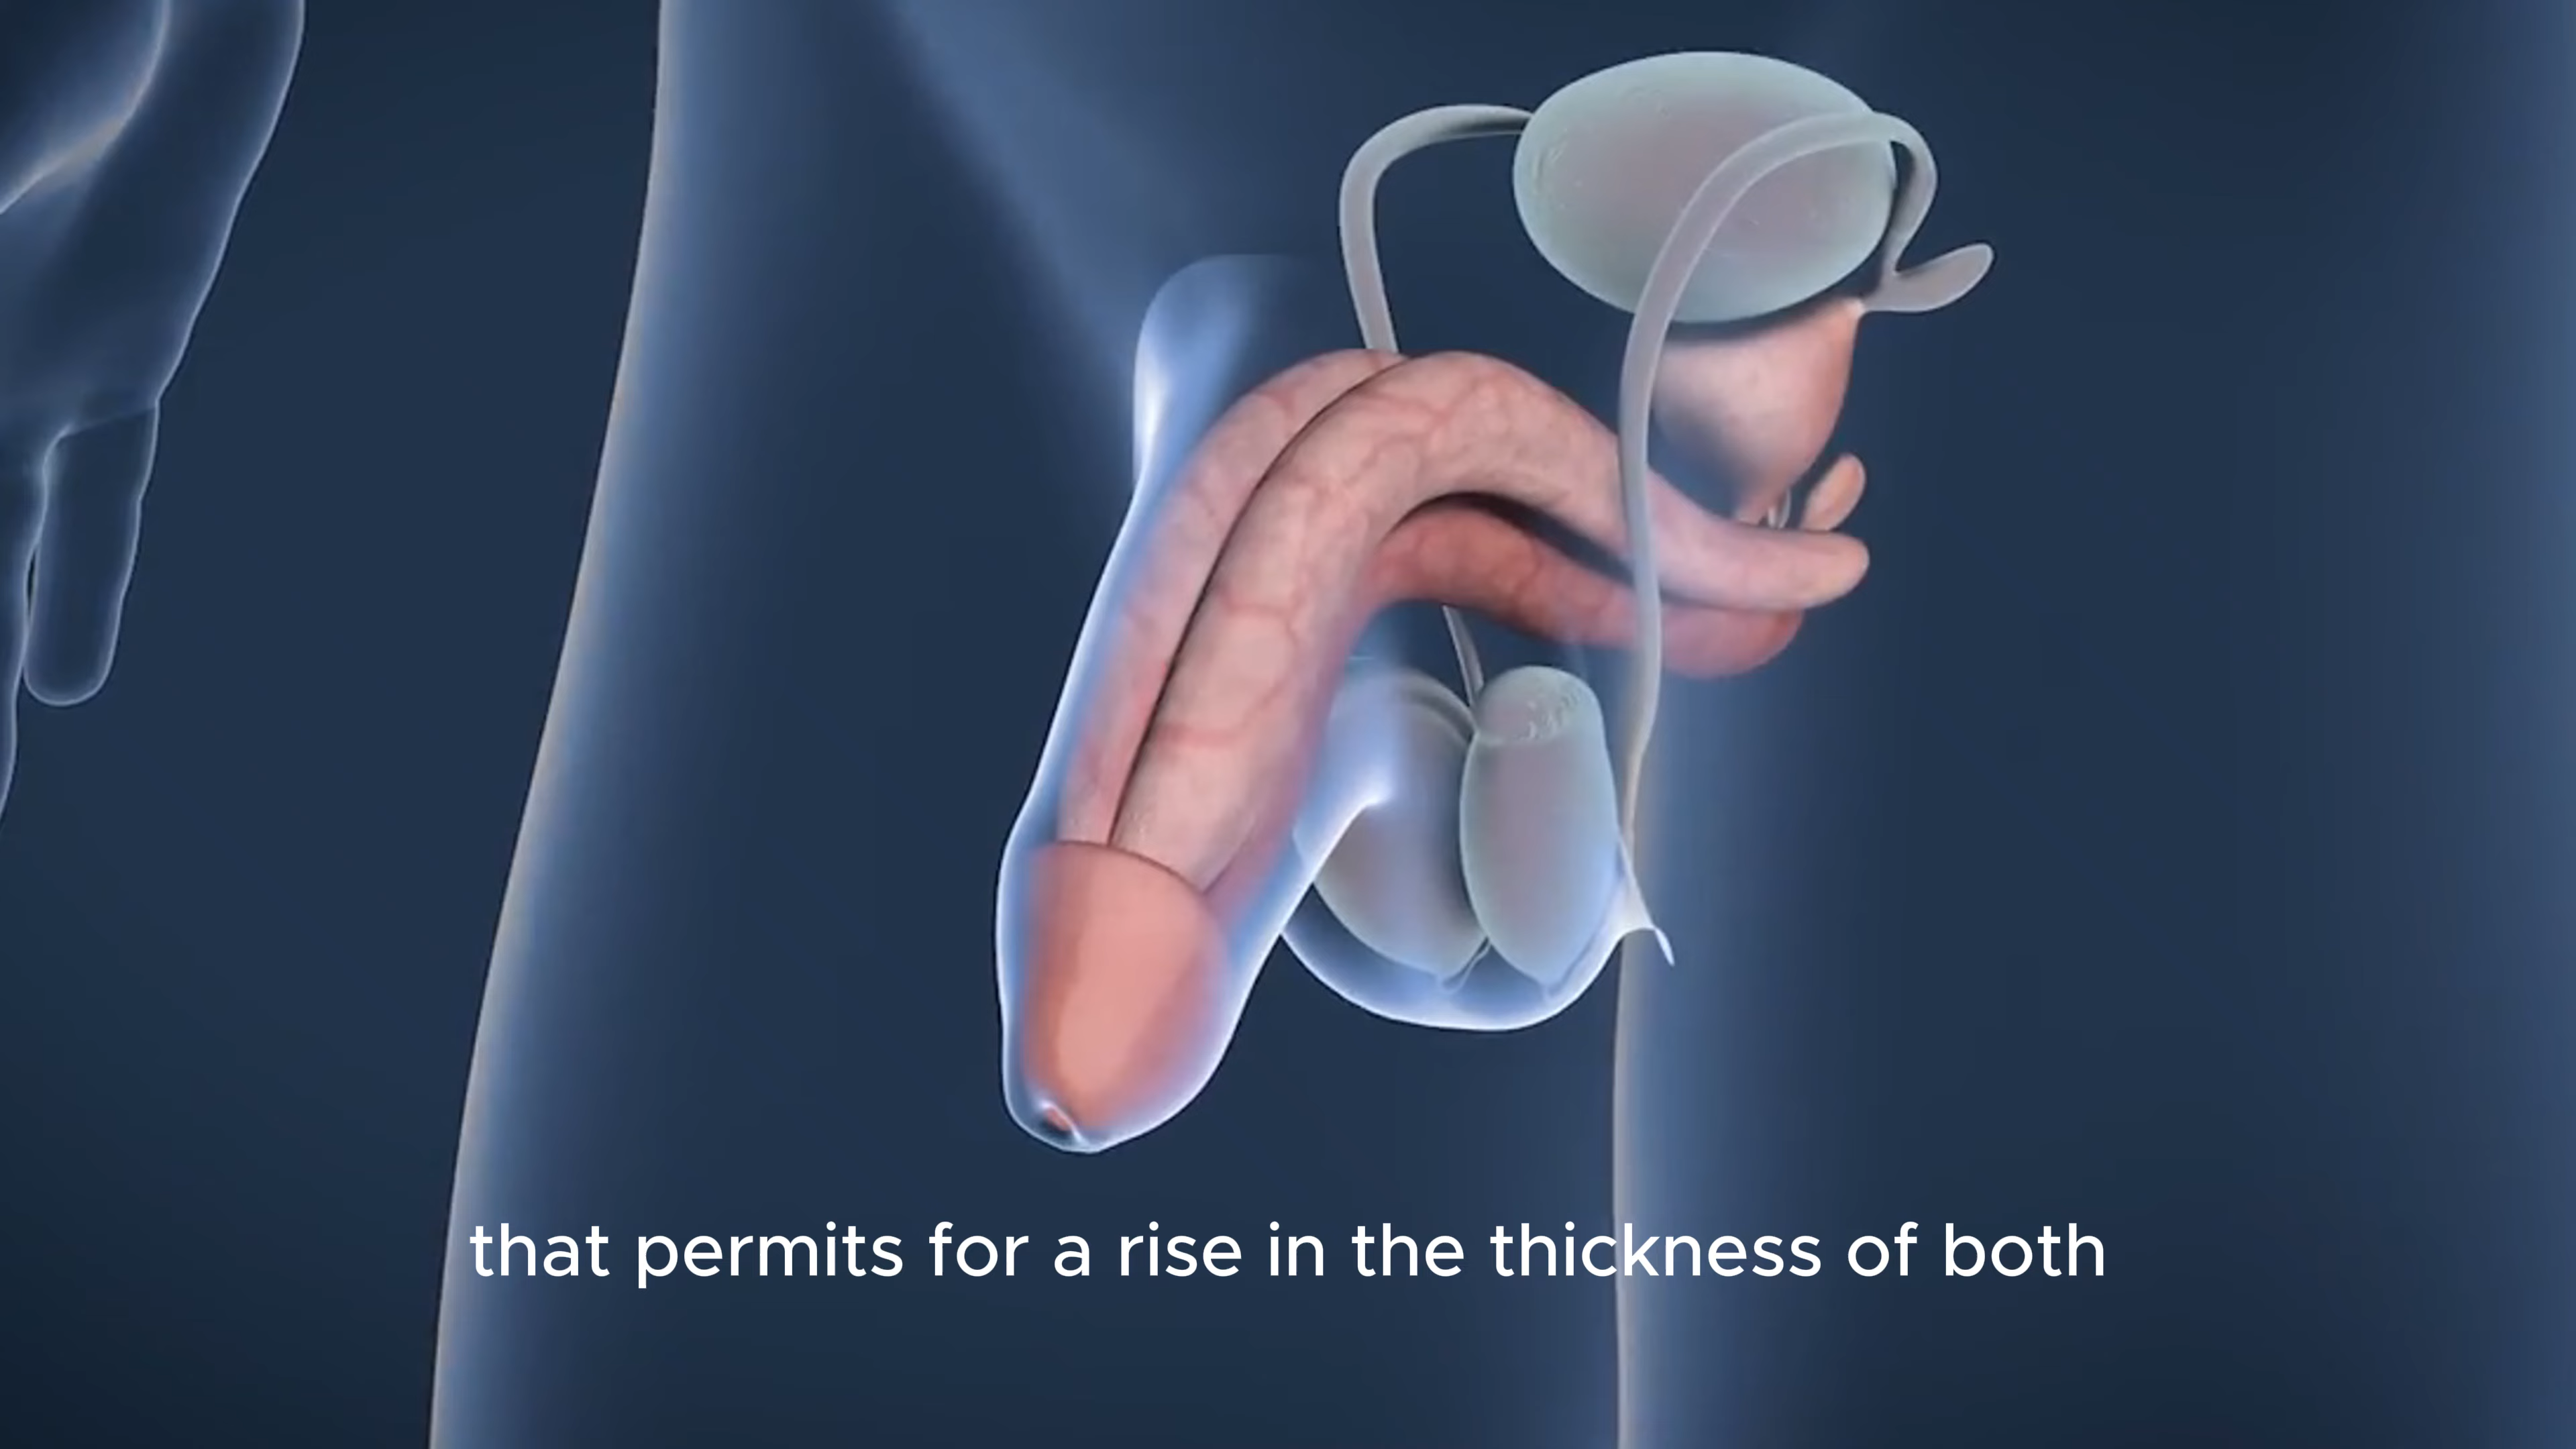 that permits for a rise in the thickness of both